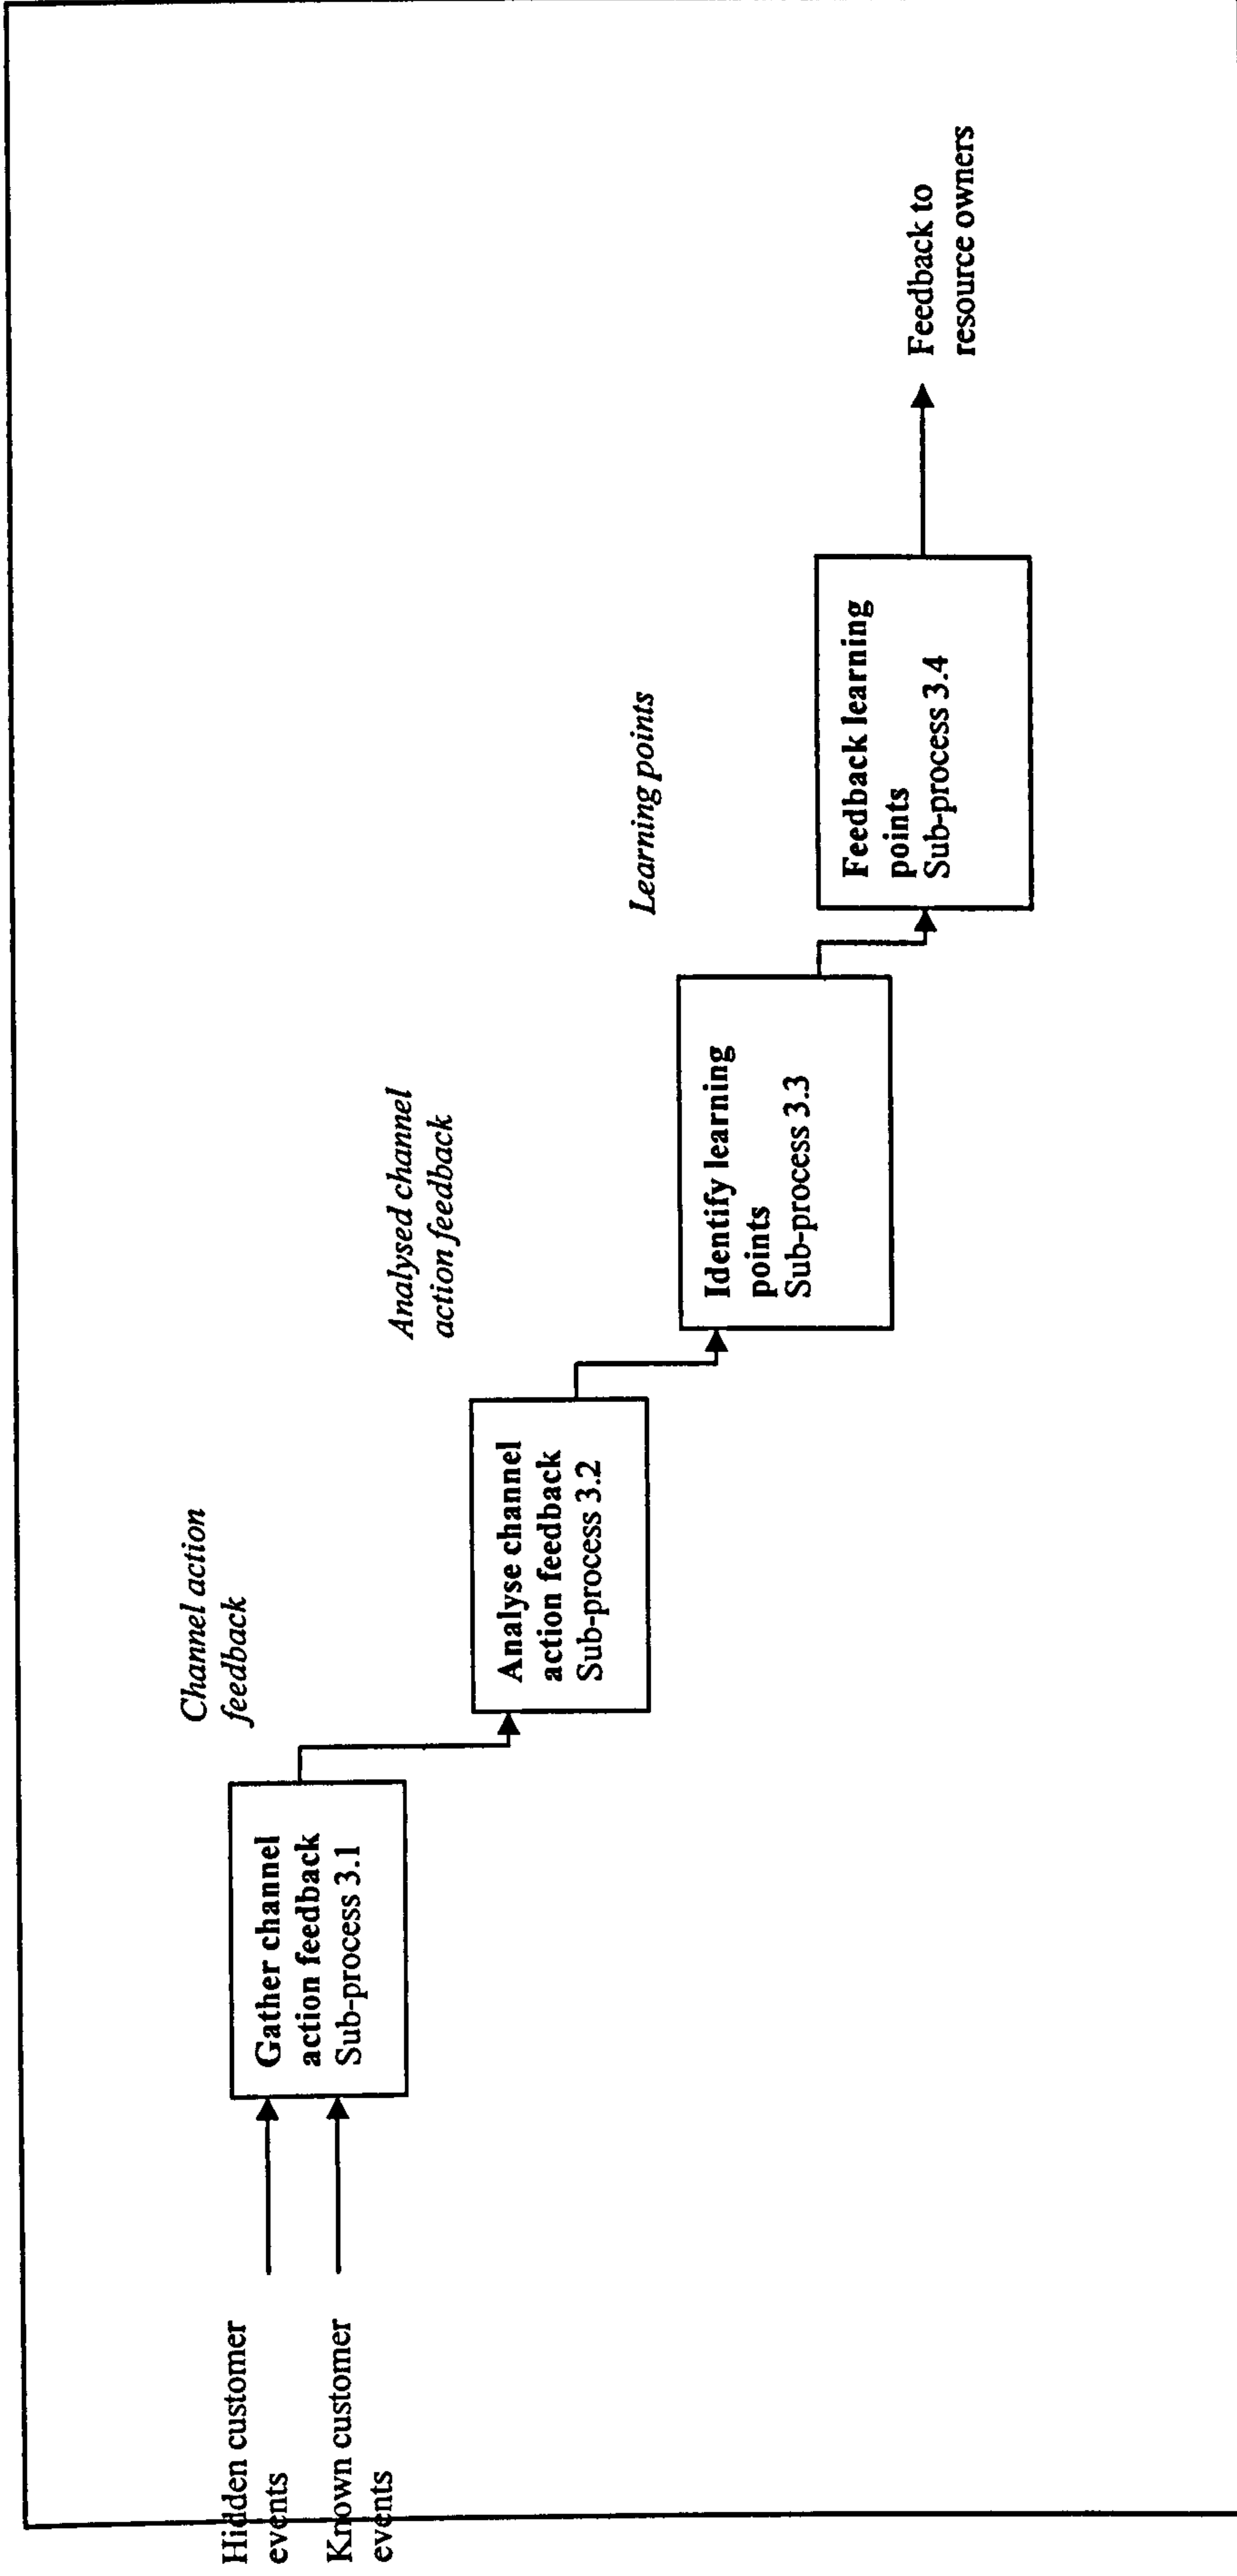 Hidden customer
events
Known customer
events
Gather channel
action feedback
Sub-process 3.1
Channel action
feedback
Analyse channel
action feedback
Sub-process 3.2
Analysed channel
action feedback
Identify learning
points
Sub-process 3.3
Learning points
Feedback learning
points
Sub-process 3.4
Feedback to
resource owners